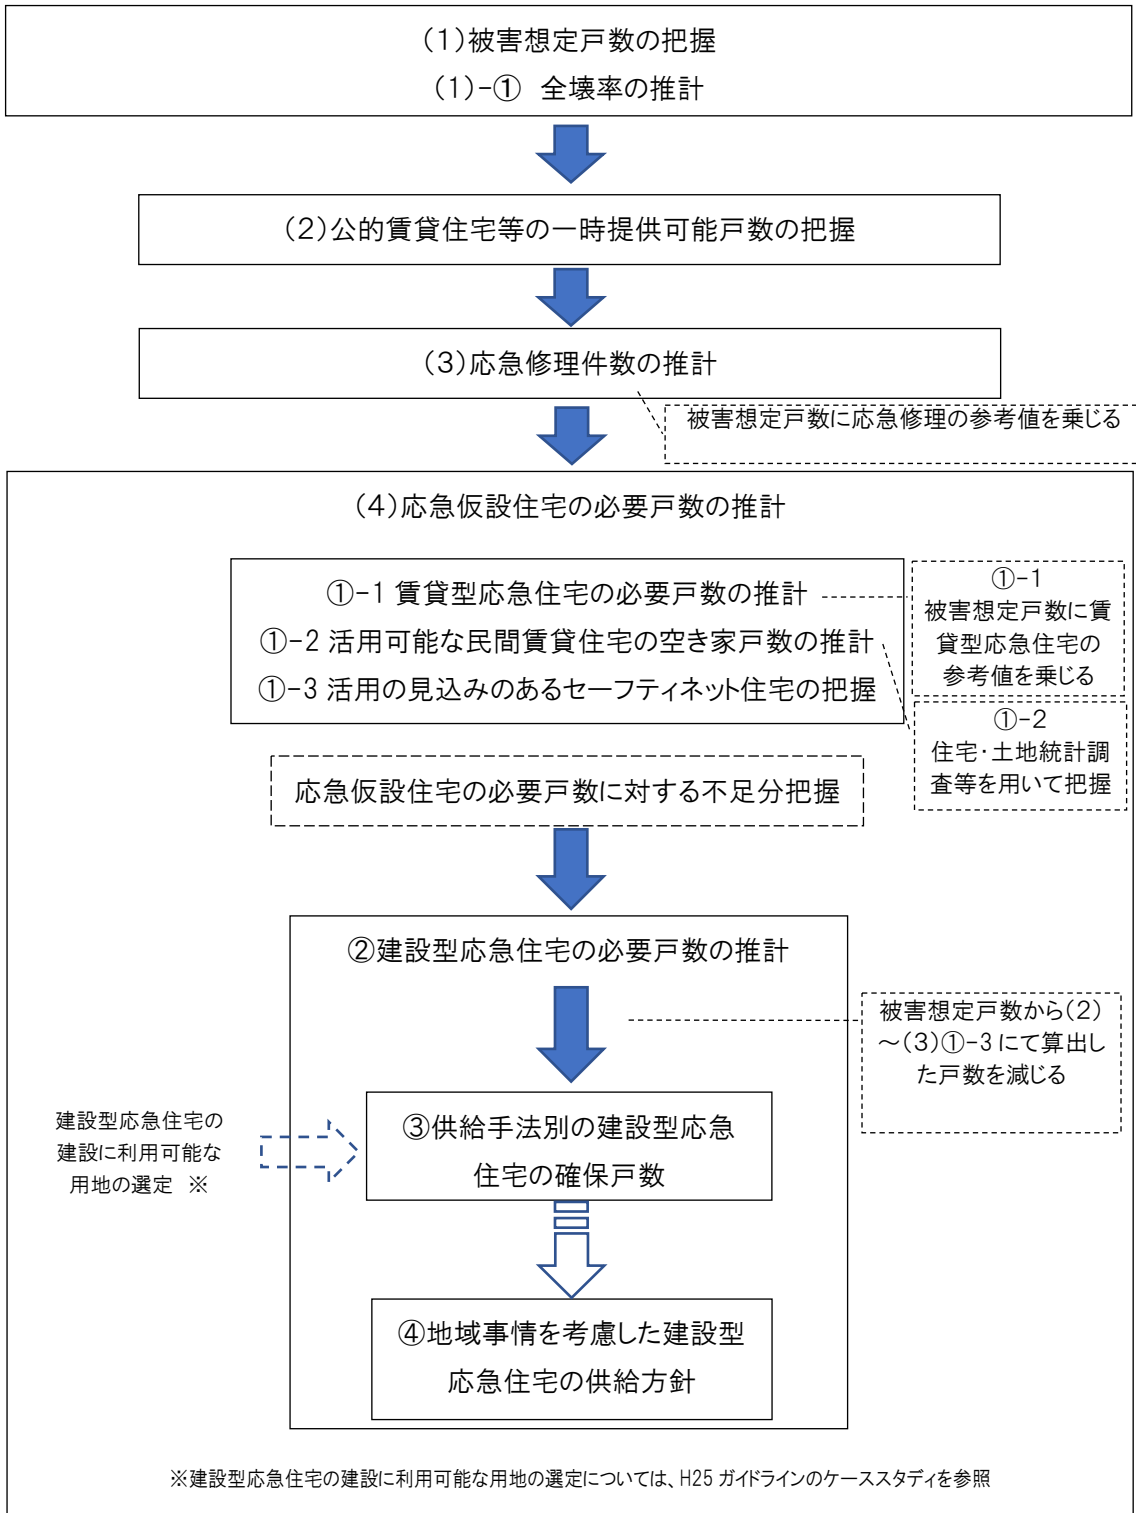 (1)被害想定戸数の把握
(1)-① 全壊率の推計
(2)公的賃貸住宅等の一時提供可能戸数の把握
(3)応急修理件数の推計
被害想定戸数に応急修理の参考値を乗じる
(4)応急仮設住宅の必要戸数の推計
①-1 賃貸型応急住宅の必要戸数の推計
①-2 活用可能な民間賃貸住宅の空き家戸数の推計
①-3 活用の見込みのあるセーフティネット住宅の把握
①-1
被害想定戸数に賃
貸型応急住宅の
参考値を乗じる
①-2
住宅・土地統計調
査等を用いて把握
応急仮設住宅の必要戸数に対する不足分把握
②建設型応急住宅の必要戸数の推計
被害想定戸数から(2)
～(3)①-3 にて算出し
た戸数を減じる
建設型応急住宅の
建設に利用可能な
用地の選定 ※
③供給手法別の建設型応急
住宅の確保戸数
④地域事情を考慮した建設型
応急住宅の供給方針
※建設型応急住宅の建設に利用可能な用地の選定については、H25 ガイドラインのケーススタディを参照